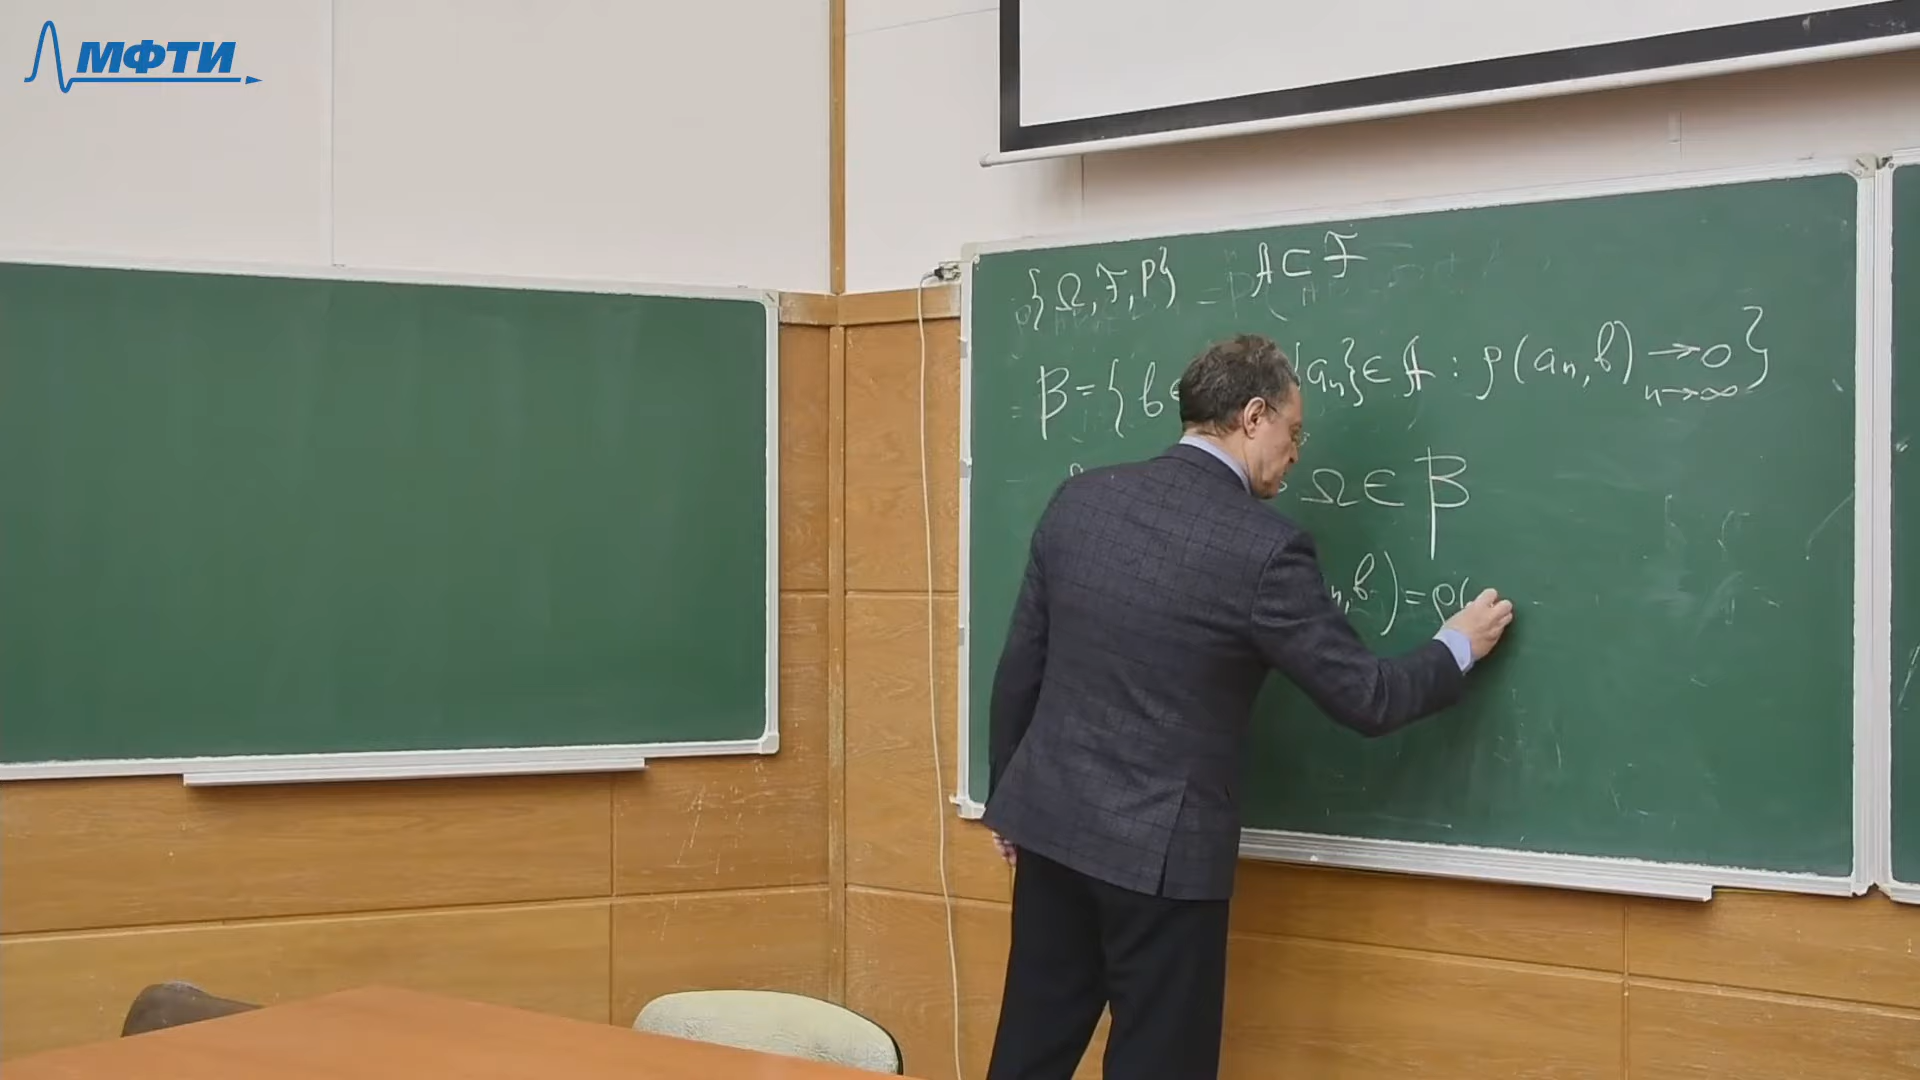 МФТИ
{Ω, ℱ, P} A ⊂ ℱ
B = { b ∈ {aₙ} ∈ A : ρ(aₙ, b) → 0 }
n→∞
Ω ∈ B
n, b) = ρ(